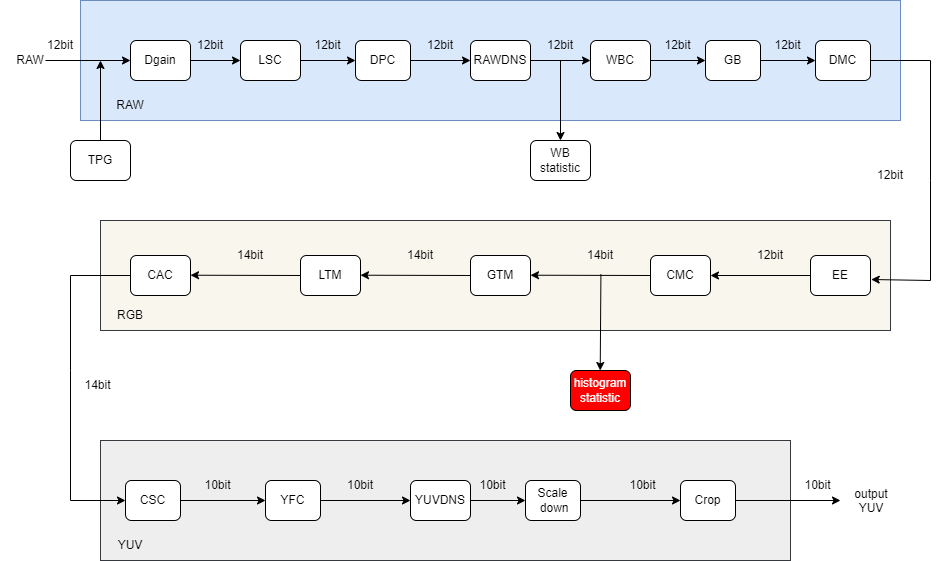 12bit
RAW
Dgain
12bit
LSC
12bit
DPC
12bit
RAWDNS
12bit
WBC
12bit
GB
12bit
DMC
RAW
TPG
WB
statistic
12bit
CAC
14bit
LTM
14bit
GTM
14bit
CMC
12bit
EE
RGB
histogram
statistic
14bit
CSC
10bit
YFC
10bit
YUVDNS
10bit
Scale
down
10bit
Crop
10bit
output
YUV
YUV